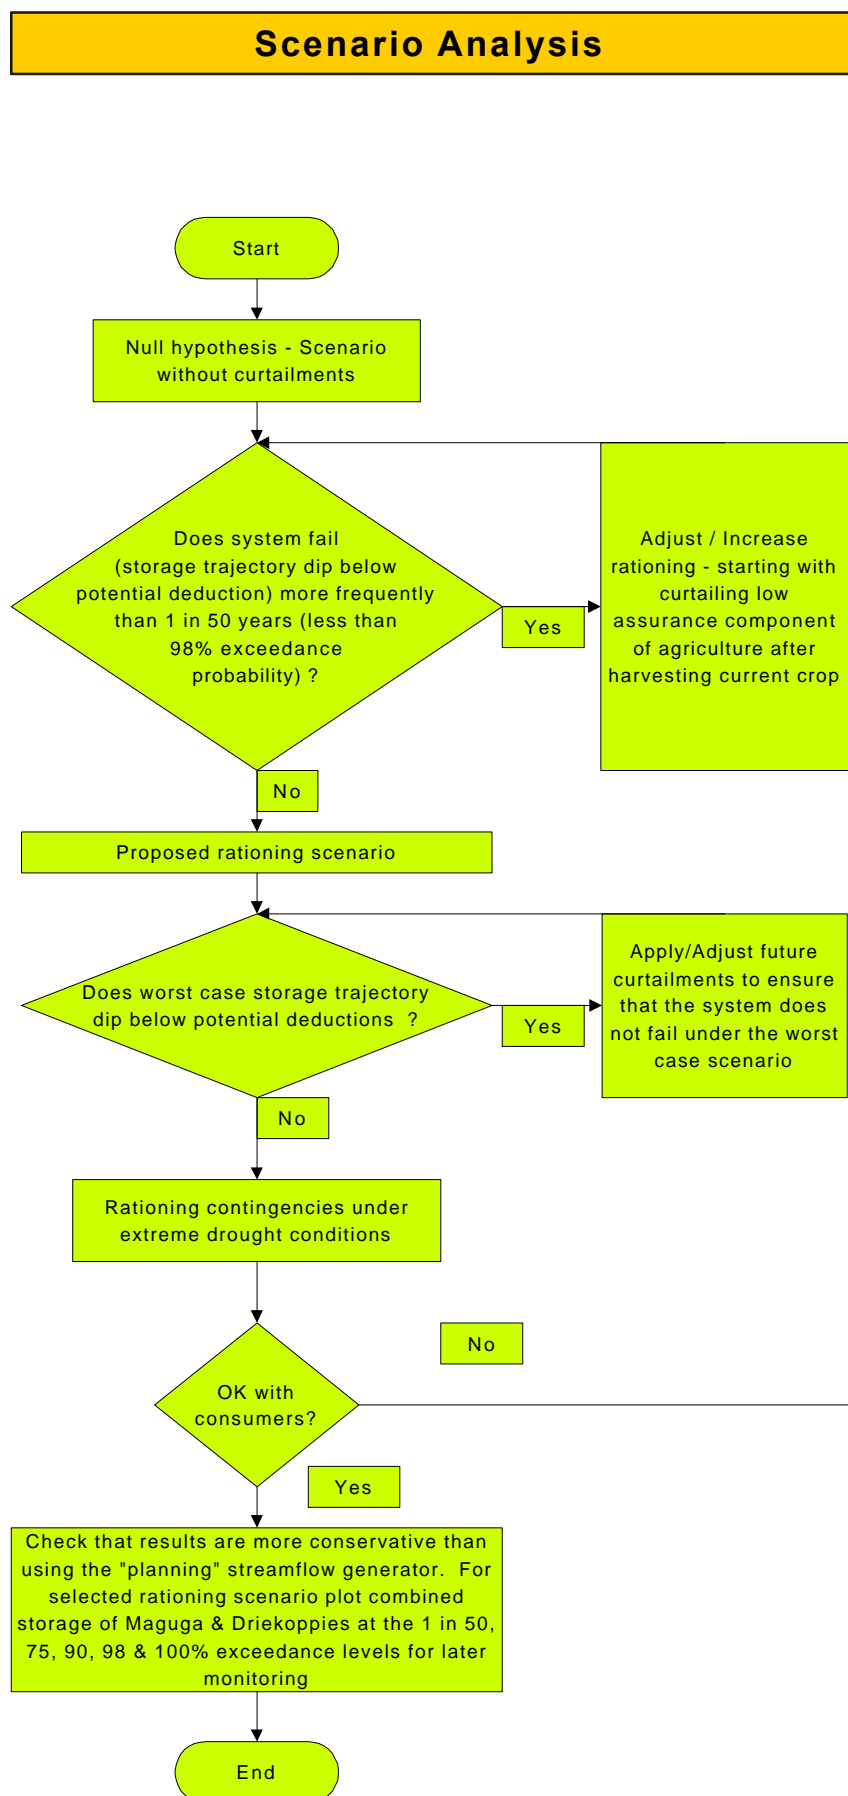 Scenario Analysis
Start
Null hypothesis - Scenario
without curtailments
Does system fail
(storage trajectory dip below
potential deduction) more frequently
than 1 in 50 years (less than
98% exceedance
probability) ?
Yes
Adjust / Increase
rationing - starting with
curtailing low
assurance component
of agriculture after
harvesting current crop
No
Proposed rationing scenario
Does worst case storage trajectory
dip below potential deductions ?
Yes
Apply/Adjust future
curtailments to ensure
that the system does
not fail under the worst
case scenario
No
Rationing contingencies under
extreme drought conditions
No
OK with
consumers?
Yes
Check that results are more conservative than
using the "planning" streamflow generator. For
selected rationing scenario plot combined
storage of Maguga & Driekoppies at the 1 in 50,
75, 90, 98 & 100% exceedance levels for later
monitoring
End